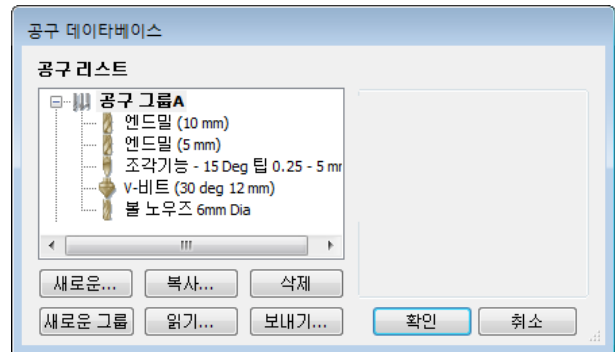 공구 데이타베이스
공구 리스트
공구 그룹A
엔드밀 (10 mm)
엔드밀 (5 mm)
조각기능 - 15 Deg 팁 0.25 - 5 mm
V-비트 (30 deg 12 mm)
볼 노우즈 6mm Dia
새로운... 복사... 삭제
새로운 그룹 읽기... 보내기... 확인 취소